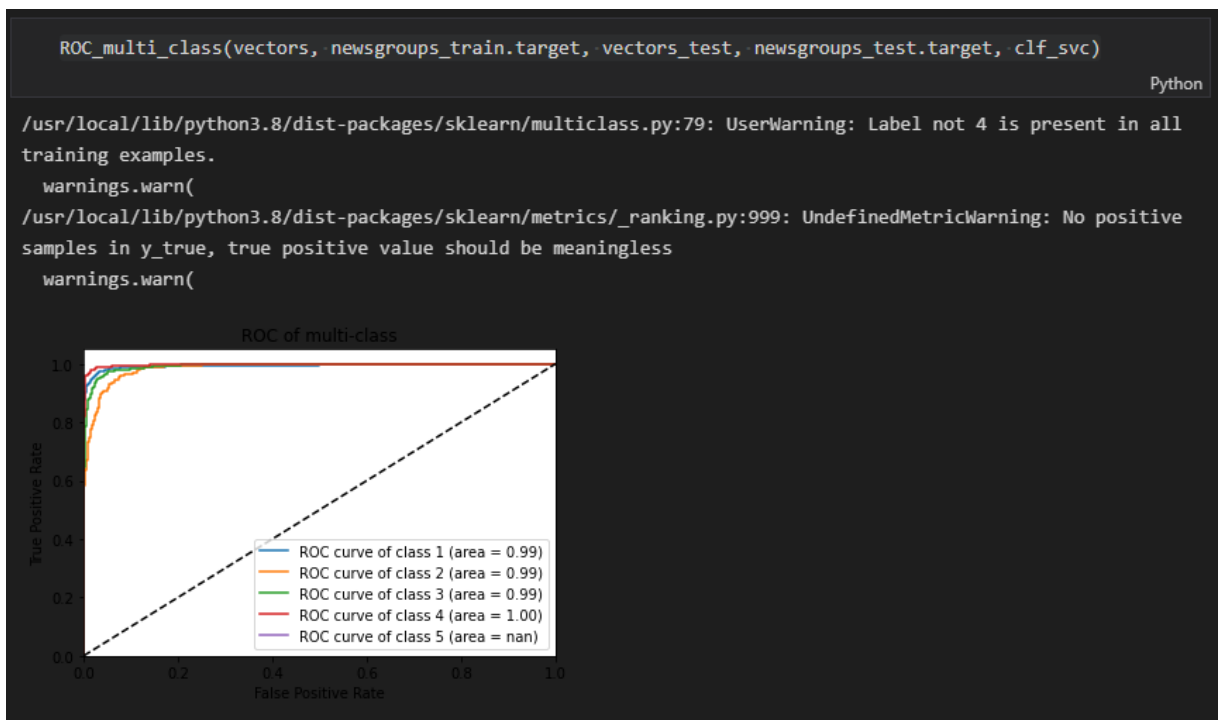 ROC_multi_class(vectors, newsgroups_train.target, vectors_test, newsgroups_test.target, clf_svc)
Python
/usr/local/lib/python3.8/dist-packages/sklearn/multiclass.py:79: UserWarning: Label not 4 is present in all
training examples.
  warnings.warn(
/usr/local/lib/python3.8/dist-packages/sklearn/metrics/_ranking.py:999: UndefinedMetricWarning: No positive
samples in y_true, true positive value should be meaningless
  warnings.warn(
ROC of multi-class
1.0
0.8
0.6
0.4
0.2
0.0
True Positive Rate
ROC curve of class 1 (area = 0.99)
ROC curve of class 2 (area = 0.99)
ROC curve of class 3 (area = 0.99)
ROC curve of class 4 (area = 1.00)
ROC curve of class 5 (area = nan)
0.0 0.2 0.4 0.6 0.8 1.0
False Positive Rate